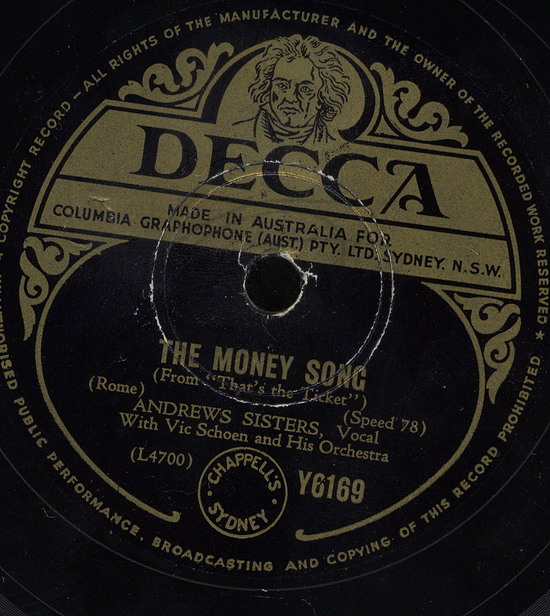 COPYRIGHT RECORD — ALL RIGHTS OF THE MANUFACTURER AND THE OWNER OF THE RECORDED WORK RESERVED ★
DECCA
MADE IN AUSTRALIA FOR
COLUMBIA GRAPHOPHONE (AUST.) PTY. LTD. SYDNEY. N.S.W.
THE MONEY SONG
(From "That's the Ticket")
(Rome)
(Speed 78)
ANDREWS SISTERS, Vocal
With Vic Schoen and His Orchestra
(L4700)
CHAPPELL'S
SYDNEY
Y6169
PUBLIC PERFORMANCE, BROADCASTING AND COPYING OF THIS RECORD PROHIBITED